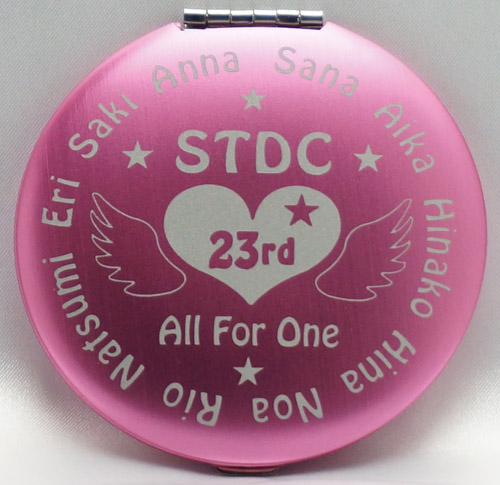 Anna Sana Aika Hinako Hina Noa Rio Natsumi Eri Saki
STDC
23rd
All For One